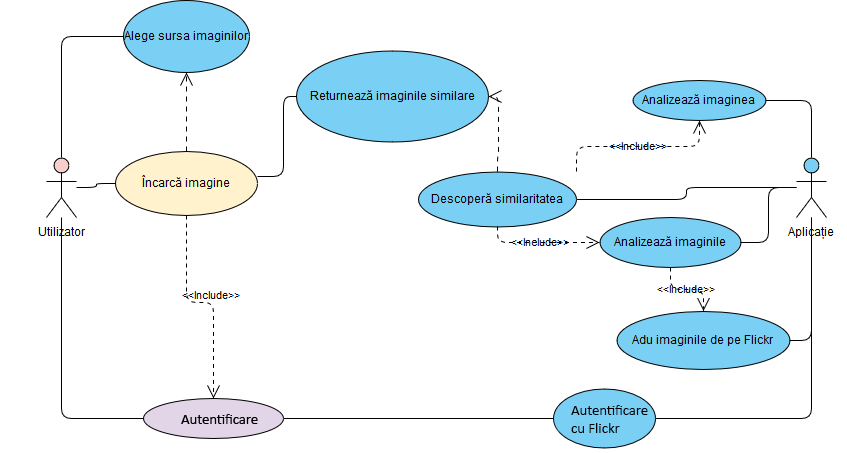 Alege sursa imaginilor
Returnează imaginile similare
Analizează imaginea
<<Include>>
Încarcă imagine
Descoperă similaritatea
Utilizator
Aplicație
<<Include>>
Analizează imaginile
<<Include>>
<<Include>>
Adu imaginile de pe Flickr
Autentificare
Autentificare
cu Flickr